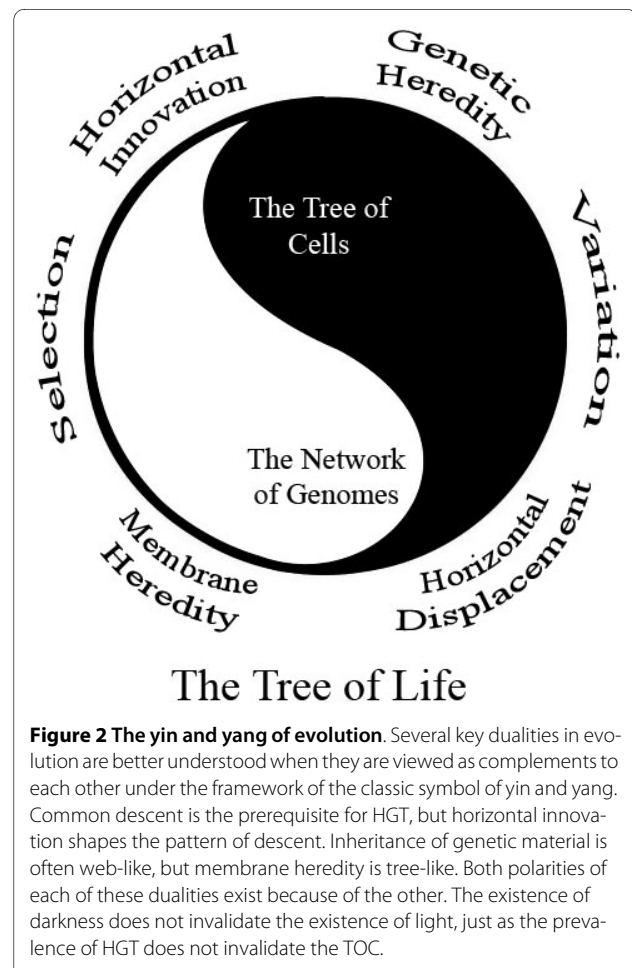 Horizontal
Innovation
Genetic
Heredity
Selection
Variation
The Tree of
Cells
The Network
of Genomes
Membrane
Heredity
Horizontal
Displacement
The Tree of Life
Figure 2 The yin and yang of evolution. Several key dualities in evo-
lution are better understood when they are viewed as complements to
each other under the framework of the classic symbol of yin and yang.
Common descent is the prerequisite for HGT, but horizontal innova-
tion shapes the pattern of descent. Inheritance of genetic material is
often web-like, but membrane heredity is tree-like. Both polarities of
each of these dualities exist because of the other. The existence of
darkness does not invalidate the existence of light, just as the preva-
lence of HGT does not invalidate the TOC.